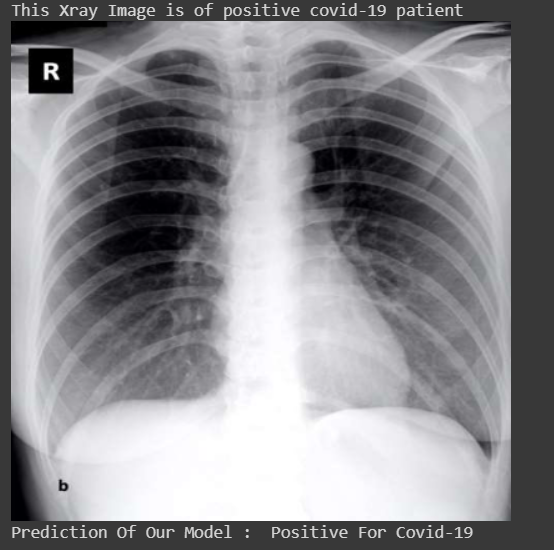 This Xray Image is of positive covid-19 patient
R
b
Prediction Of Our Model :  Positive For Covid-19